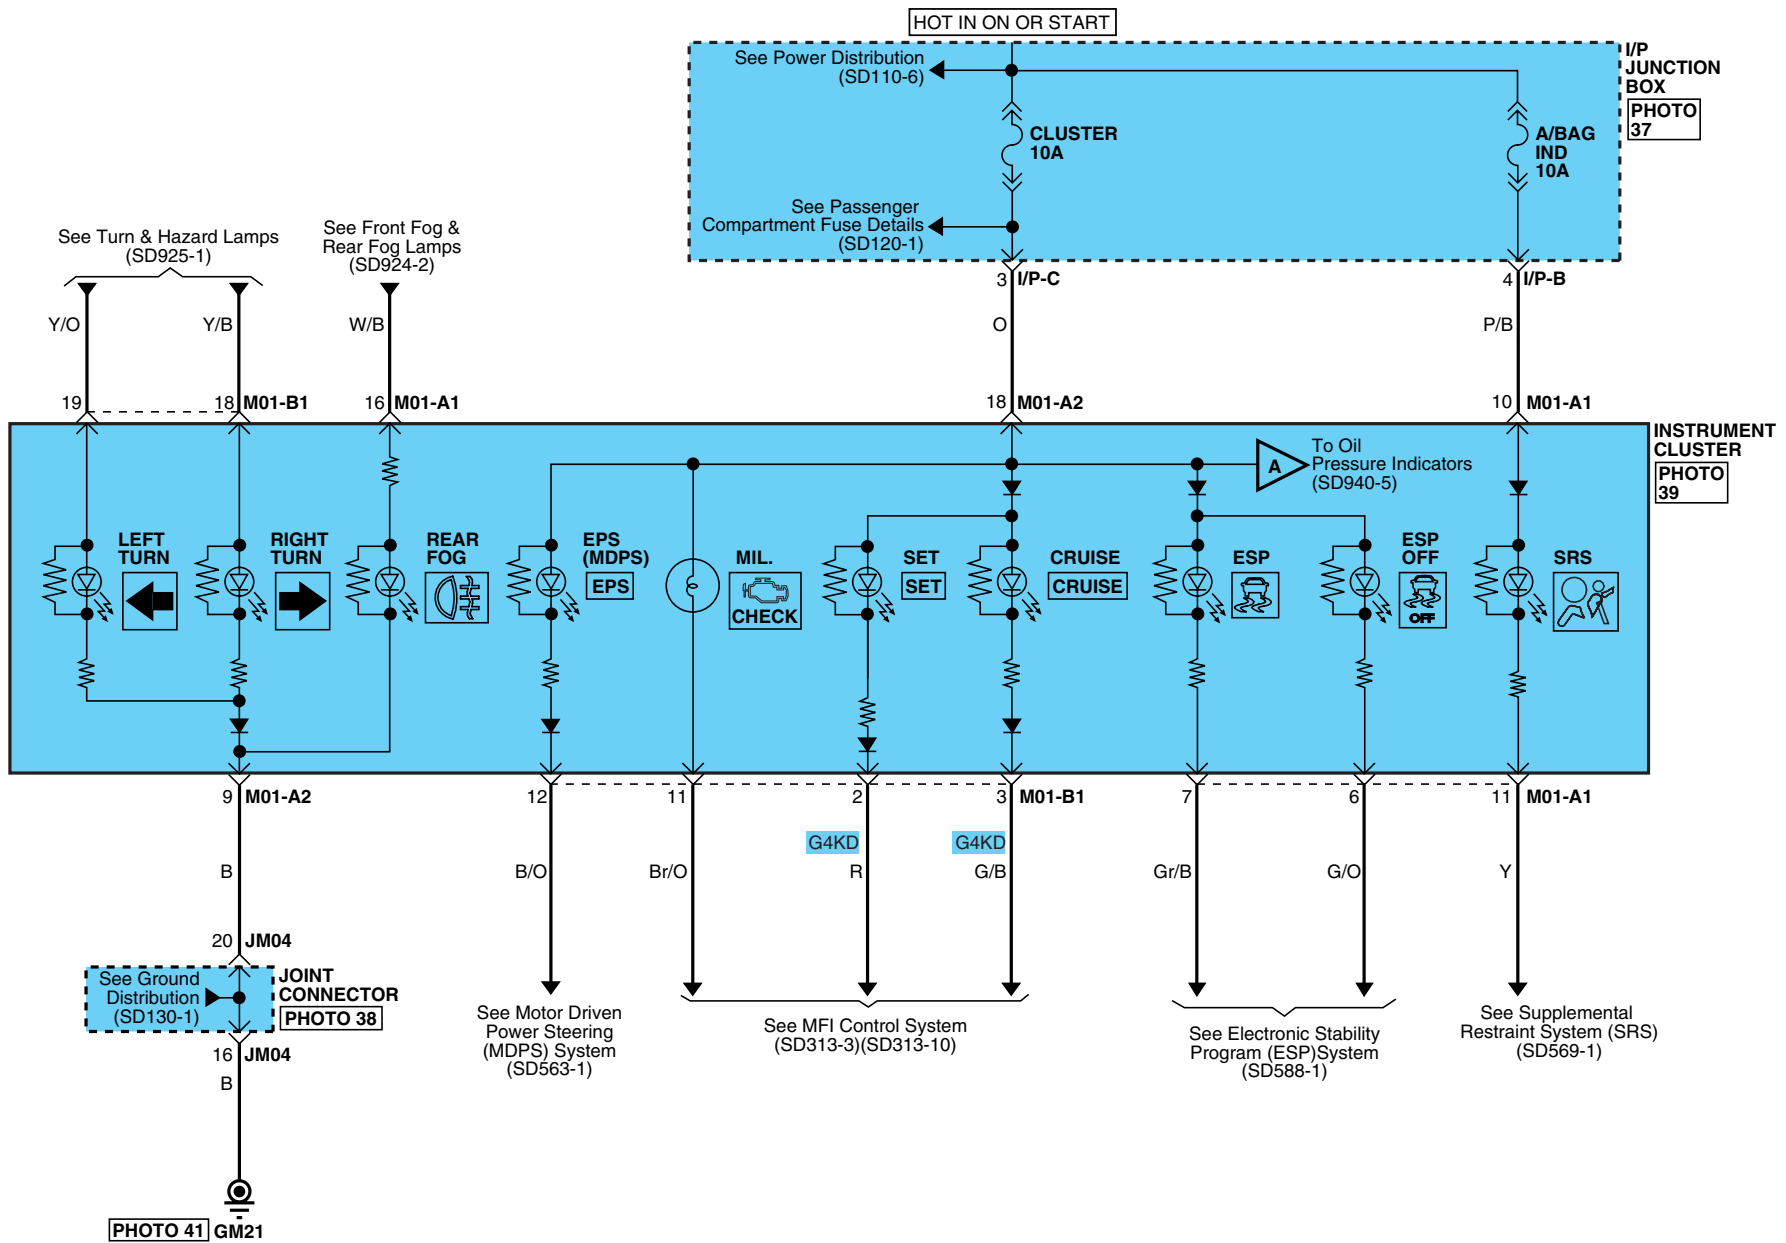 HOT IN ON OR START
See Power Distribution
(SD110-6)
I/P
JUNCTION
BOX
PHOTO
37
CLUSTER
10A
A/BAG
IND
10A
See Passenger
Compartment Fuse Details
(SD120-1)
See Turn & Hazard Lamps
(SD925-1)
See Front Fog &
Rear Fog Lamps
(SD924-2)
3 I/P-C
4 I/P-B
Y/O
Y/B
W/B
O
P/B
19
18 M01-B1
16 M01-A1
18 M01-A2
10 M01-A1
INSTRUMENT
CLUSTER
PHOTO
39
A
To Oil
Pressure Indicators
(SD940-5)
LEFT
TURN
RIGHT
TURN
REAR
FOG
EPS
(MDPS)
EPS
MIL.
CHECK
SET
SET
CRUISE
CRUISE
ESP
ESP
OFF
OFF
SRS
9 M01-A2
12
11
2
3 M01-B1
7
6
11 M01-A1
G4KD
G4KD
B
B/O
Br/O
R
G/B
Gr/B
G/O
Y
20 JM04
See Ground
Distribution
(SD130-1)
JOINT
CONNECTOR
PHOTO 38
16 JM04
B
See Motor Driven
Power Steering
(MDPS) System
(SD563-1)
See MFI Control System
(SD313-3)(SD313-10)
See Electronic Stability
Program (ESP)System
(SD588-1)
See Supplemental
Restraint System (SRS)
(SD569-1)
PHOTO 41 GM21